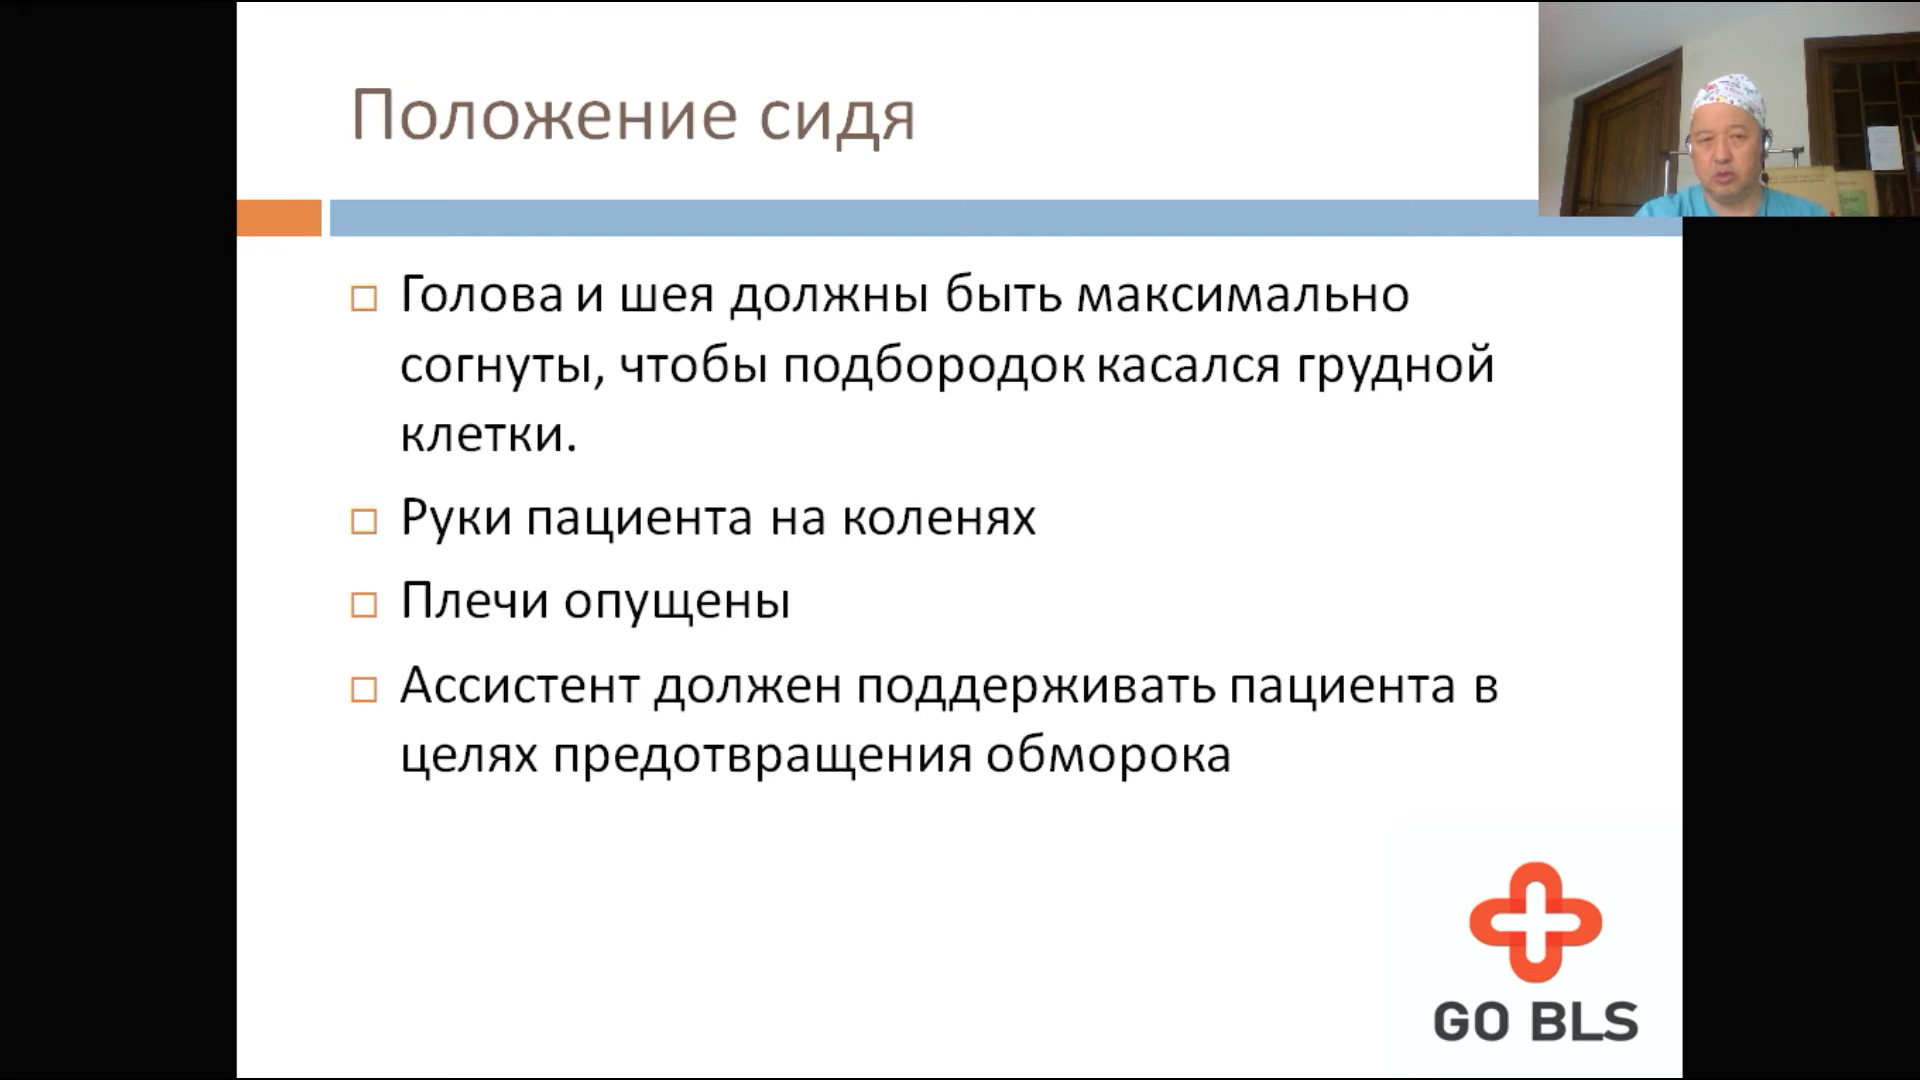 Положение сидя
Голова и шея должны быть максимально
согнуты, чтобы подбородок касался грудной
клетки.
Руки пациента на коленях
Плечи опущены
Ассистент должен поддерживать пациента в
целях предотвращения обморока
GO BLS